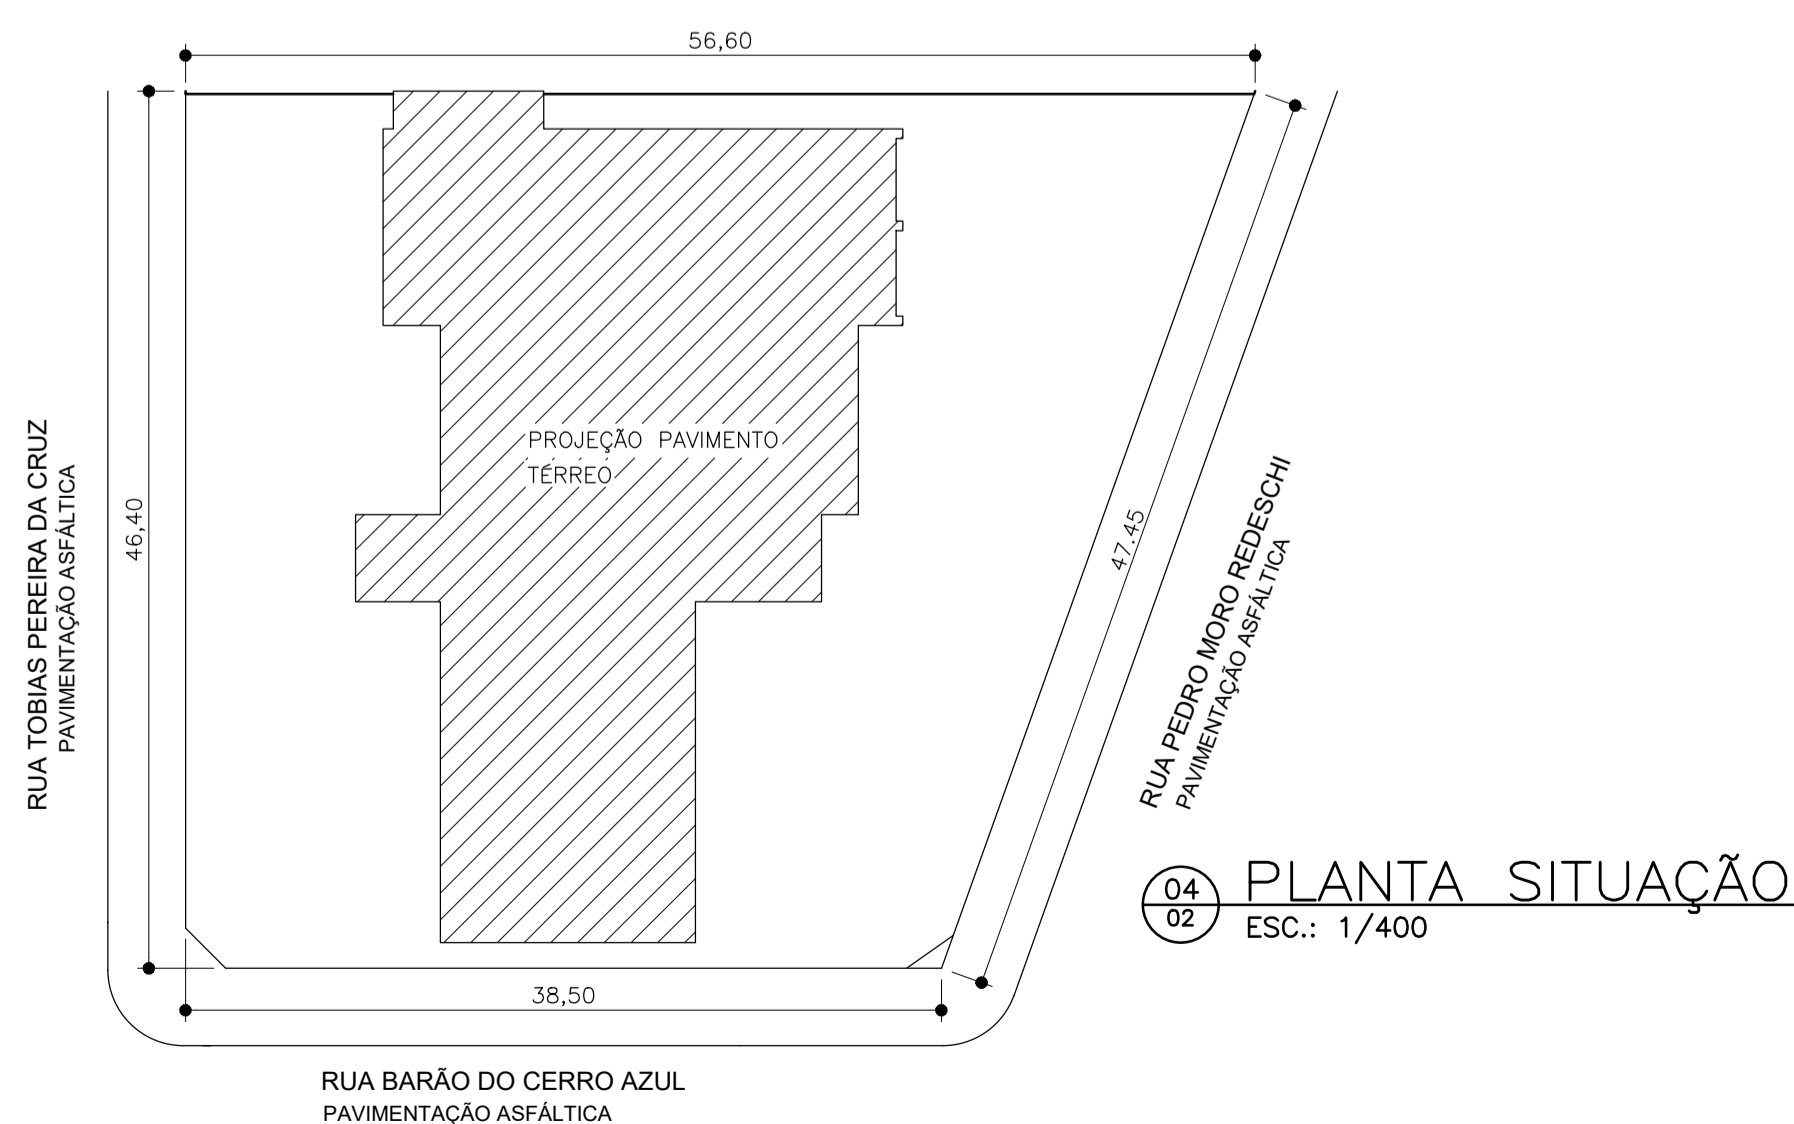 56,60
RUA TOBIAS PEREIRA DA CRUZ
PAVIMENTAÇÃO ASFÁLTICA
46,40
PROJEÇÃO PAVIMENTO
TÉRREO
47.45
RUA PEDRO MORO REDESCHI
PAVIMENTAÇÃO ASFÁLTICA
04
02
PLANTA SITUAÇÃO
ESC.: 1/400
38,50
RUA BARÃO DO CERRO AZUL
PAVIMENTAÇÃO ASFÁLTICA